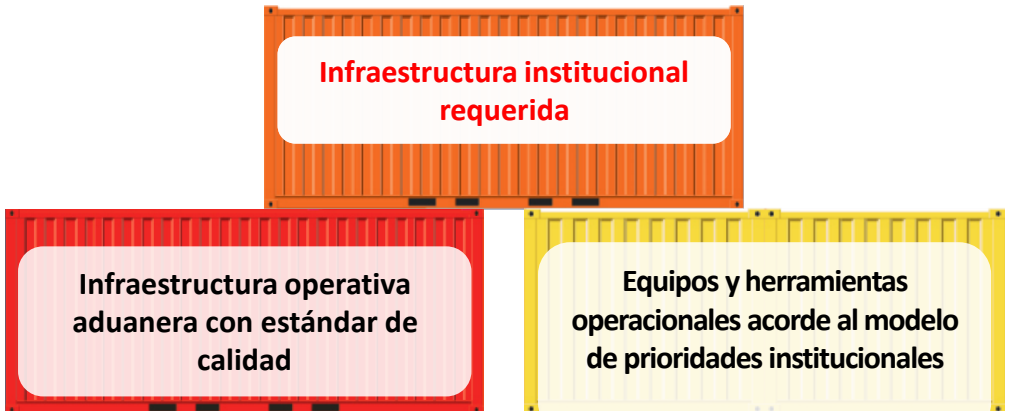 Infraestructura institucional
requerida
Infraestructura operativa
aduanera con estándar de
calidad
Equipos y herramientas
operacionales acorde al modelo
de prioridades institucionales